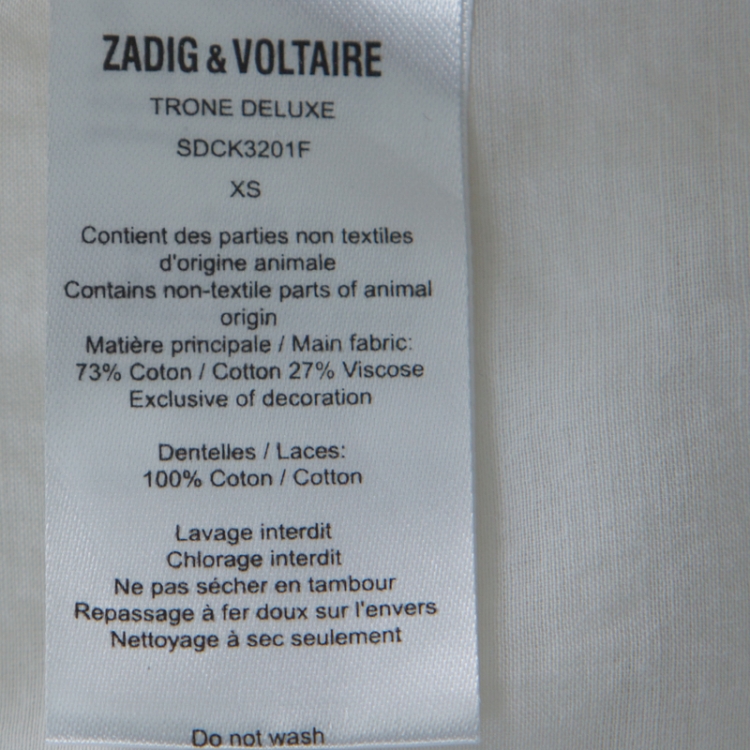 ZADIG & VOLTAIRE
TRONE DELUXE
SDCK3201F
XS
Contient des parties non textiles
d'origine animale
Contains non-textile parts of animal
origin
Matière principale / Main fabric:
73% Coton / Cotton 27% Viscose
Exclusive of decoration
Dentelles / Laces:
100% Coton / Cotton
Lavage interdit
Chlorage interdit
Ne pas sécher en tambour
Repassage à fer doux sur l'envers
Nettoyage à sec seulement
Do not wash